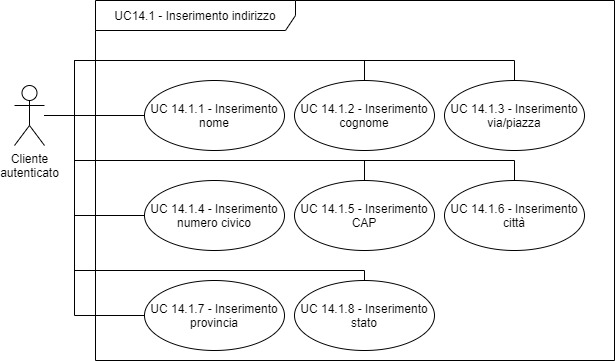 UC14.1 - Inserimento indirizzo
Cliente
autenticato
UC 14.1.1 - Inserimento
nome
UC 14.1.2 - Inserimento
cognome
UC 14.1.3 - Inserimento
via/piazza
UC 14.1.4 - Inserimento
numero civico
UC 14.1.5 - Inserimento
CAP
UC 14.1.6 - Inserimento
città
UC 14.1.7 - Inserimento
provincia
UC 14.1.8 - Inserimento
stato